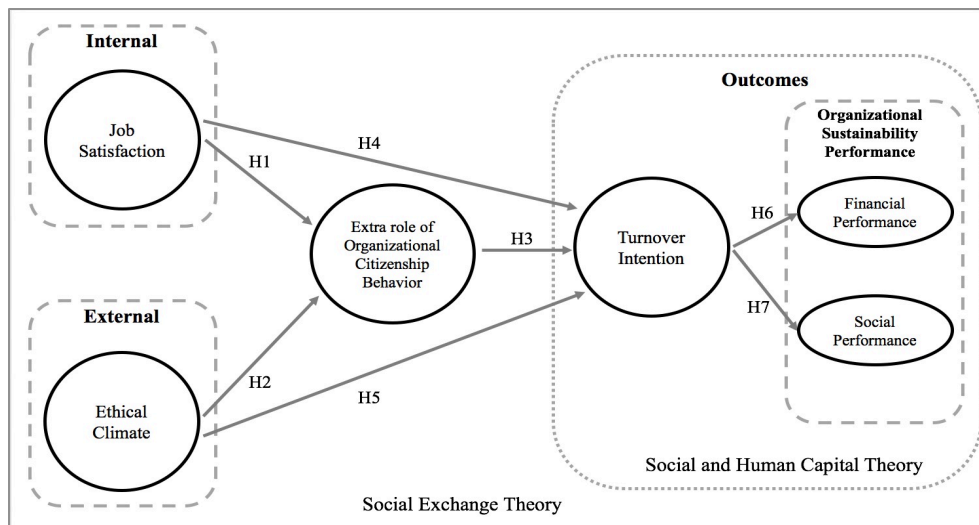 Internal
Job
Satisfaction
H1
H4
External
Ethical
Climate
H2
H5
Extra role of
Organizational
Citizenship
Behavior
H3
Outcomes
Turnover
Intention
H6
H7
Organizational
Sustainability
Performance
Financial
Performance
Social
Performance
Social and Human Capital Theory
Social Exchange Theory